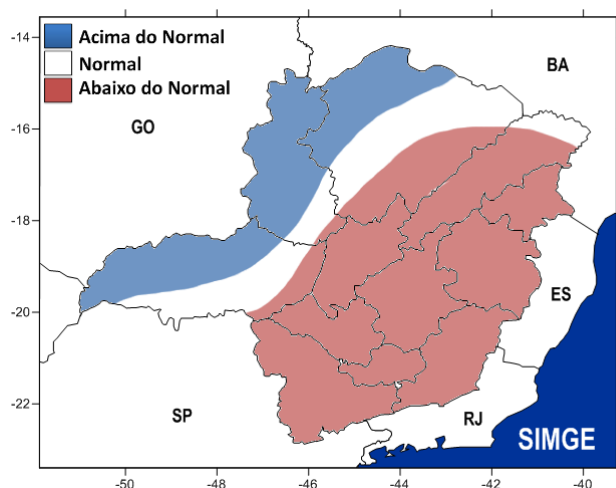 Acima do Normal
Normal
Abaixo do Normal
-14
-16
-18
-20
-22
GO
BA
ES
SP
RJ
SIMGE
-50
-48
-46
-44
-42
-40